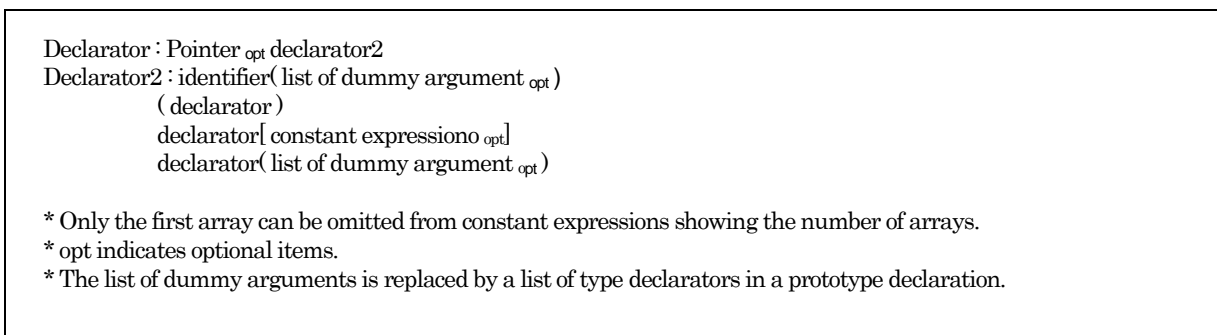 Declarator : Pointer opt declarator2
Declarator2 : identifier( list of dummy argument opt )
( declarator )
declarator[ constant expressiono opt]
declarator( list of dummy argument opt )
* Only the first array can be omitted from constant expressions showing the number of arrays.
* opt indicates optional items.
* The list of dummy arguments is replaced by a list of type declarators in a prototype declaration.